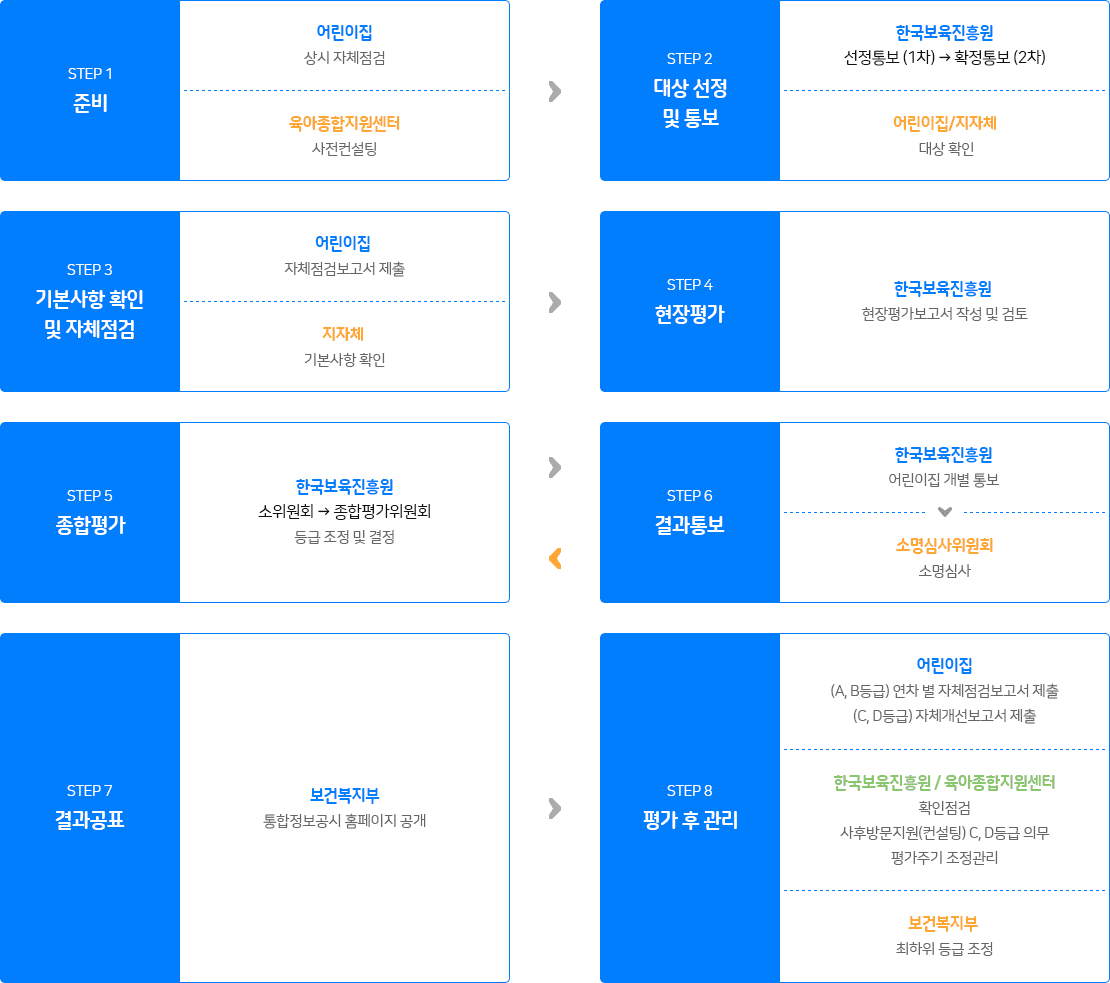 STEP 1
준비
어린이집
상시 자체점검
육아종합지원센터
사전컨설팅
STEP 2
대상 선정
및 통보
한국보육진흥원
선정통보 (1차) → 확정통보 (2차)
어린이집/지자체
대상 확인
STEP 3
기본사항 확인
및 자체점검
어린이집
자체점검보고서 제출
지자체
기본사항 확인
STEP 4
현장평가
한국보육진흥원
현장평가보고서 작성 및 검토
STEP 5
종합평가
한국보육진흥원
소위원회 → 종합평가위원회
등급 조정 및 결정
STEP 6
결과통보
한국보육진흥원
어린이집 개별 통보
소명심사위원회
소명심사
STEP 7
결과공표
보건복지부
통합정보공시 홈페이지 공개
STEP 8
평가 후 관리
어린이집
(A, B등급) 연차 별 자체점검보고서 제출
(C, D등급) 자체개선보고서 제출
한국보육진흥원 / 육아종합지원센터
확인점검
사후방문지원(컨설팅) C, D등급 의무
평가주기 조정관리
보건복지부
최하위 등급 조정